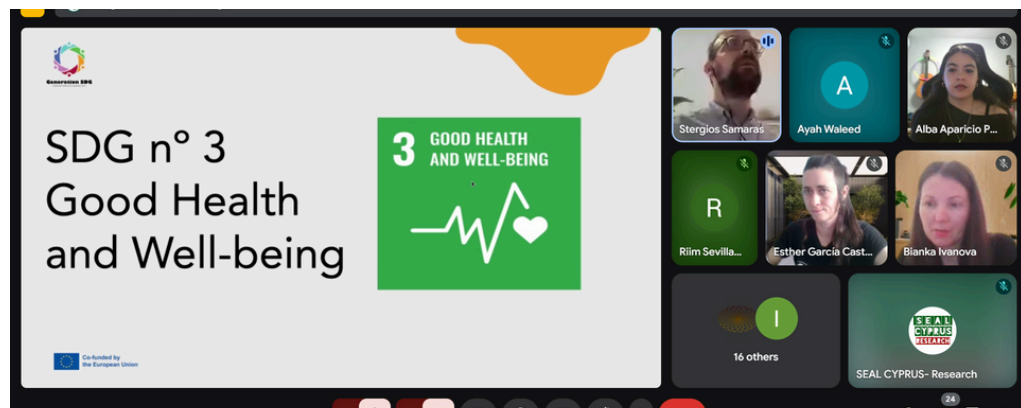 Generation SDG
SDG nº 3
Good Health
and Well-being
3 GOOD HEALTH
AND WELL-BEING
Co-funded by
the European Union
Stergios Samaras
A
Ayah Waleed
Alba Aparicio P...
R
Riim Sevilla...
Esther García Cast...
Bianka Ivanova
I
16 others
SEAL
CYPRUS
RESEARCH
SEAL CYPRUS- Research
24